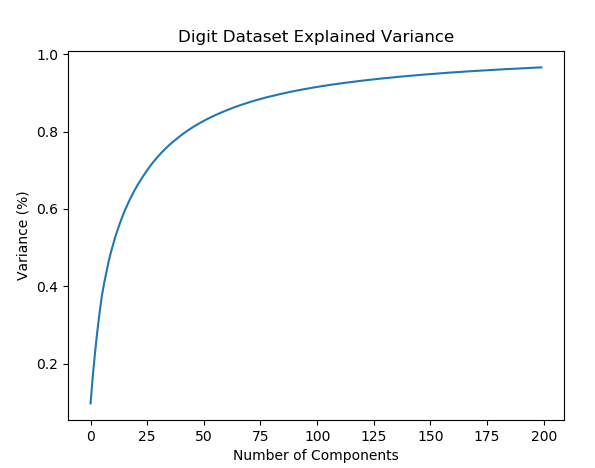 Digit Dataset Explained Variance
1.0
0.8
0.6
0.4
0.2
Variance (%)
0 25 50 75 100 125 150 175 200
Number of Components